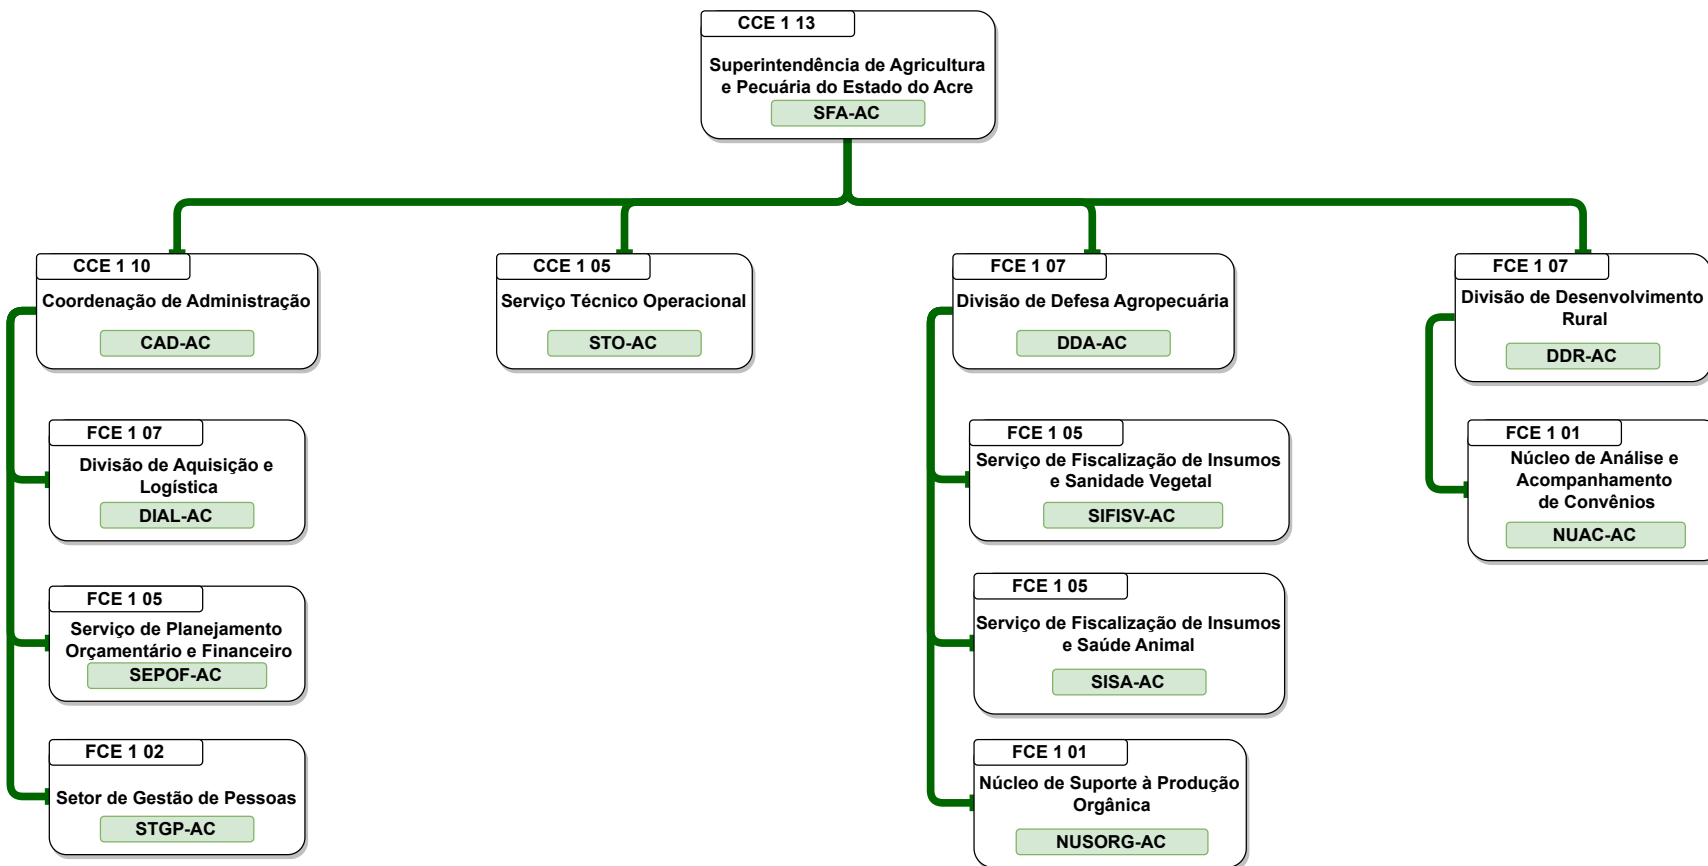 CCE 1 13
Superintendência de Agricultura
e Pecuária do Estado do Acre
SFA-AC
CCE 1 10
Coordenação de Administração
CAD-AC
FCE 1 07
Divisão de Aquisição e
Logística
DIAL-AC
FCE 1 05
Serviço de Planejamento
Orçamentário e Financeiro
SEPOF-AC
FCE 1 02
Setor de Gestão de Pessoas
STGP-AC
CCE 1 05
Serviço Técnico Operacional
STO-AC
FCE 1 07
Divisão de Defesa Agropecuária
DDA-AC
FCE 1 05
Serviço de Fiscalização de Insumos
e Sanidade Vegetal
SIFISV-AC
FCE 1 05
Serviço de Fiscalização de Insumos
e Saúde Animal
SISA-AC
FCE 1 01
Núcleo de Suporte à Produção
Orgânica
NUSORG-AC
FCE 1 07
Divisão de Desenvolvimento
Rural
DDR-AC
FCE 1 01
Núcleo de Análise e
Acompanhamento
de Convênios
NUAC-AC